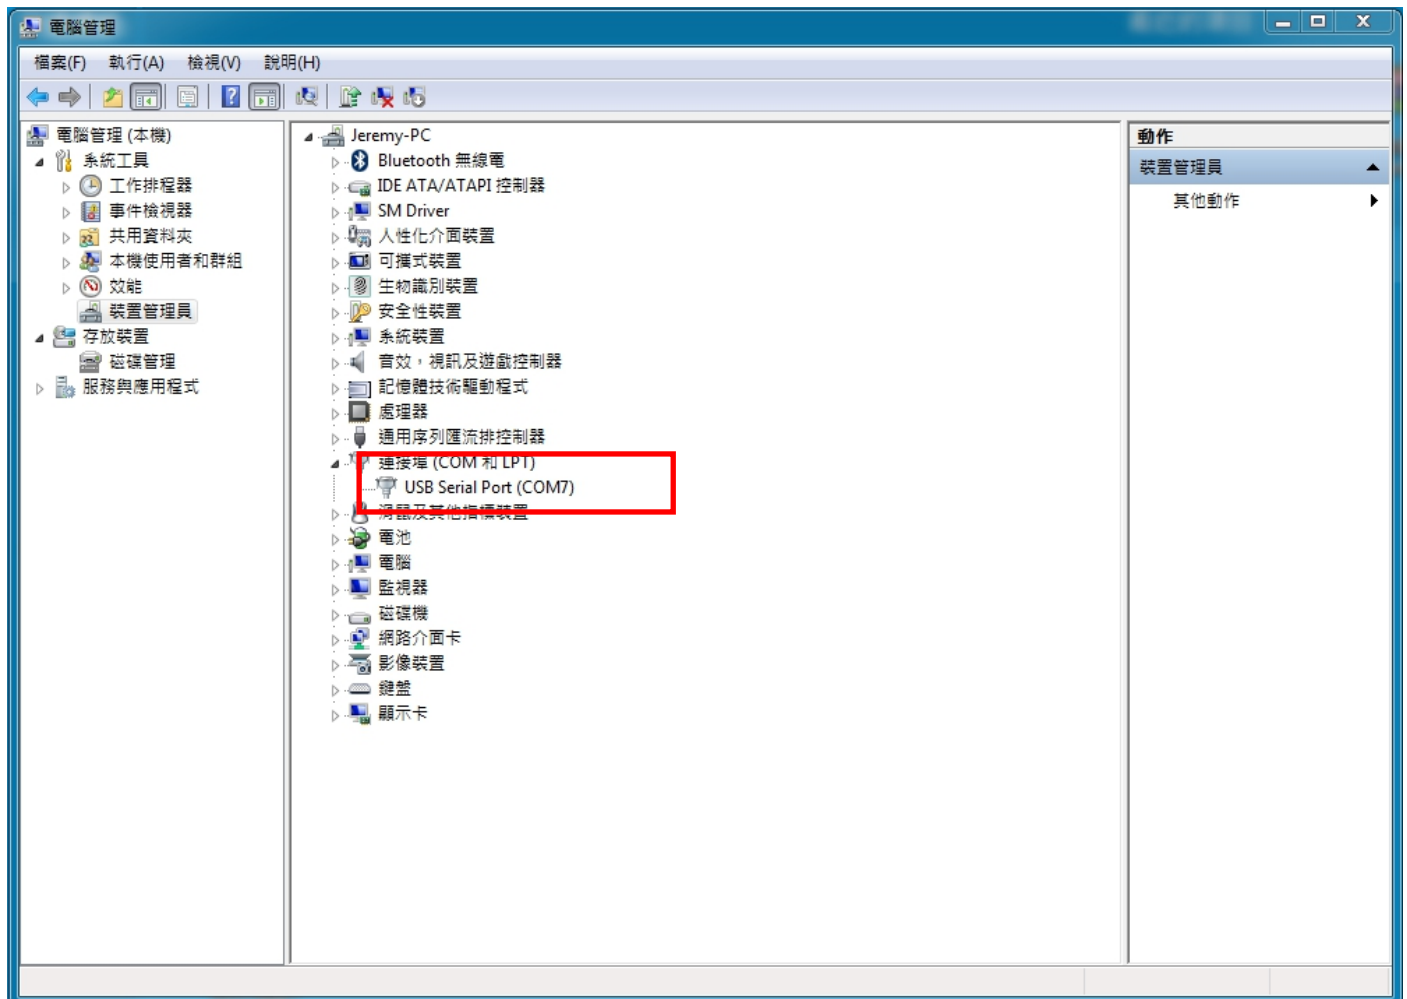 電腦管理
檔案(F) 執行(A) 檢視(V) 說明(H)
電腦管理 (本機)
系統工具
工作排程器
事件檢視器
共用資料夾
本機使用者和群組
效能
裝置管理員
存放裝置
磁碟管理
服務與應用程式
Jeremy-PC
Bluetooth 無線電
IDE ATA/ATAPI 控制器
SM Driver
人性化介面裝置
可攜式裝置
生物識別裝置
安全性裝置
系統裝置
音效，視訊及遊戲控制器
記憶體技術驅動程式
處理器
通用序列匯流排控制器
連接埠 (COM 和 LPT)
USB Serial Port (COM7)
滑鼠及其他指標裝置
電池
電腦
監視器
磁碟機
網路介面卡
影像裝置
鍵盤
顯示卡
動作
裝置管理員
其他動作